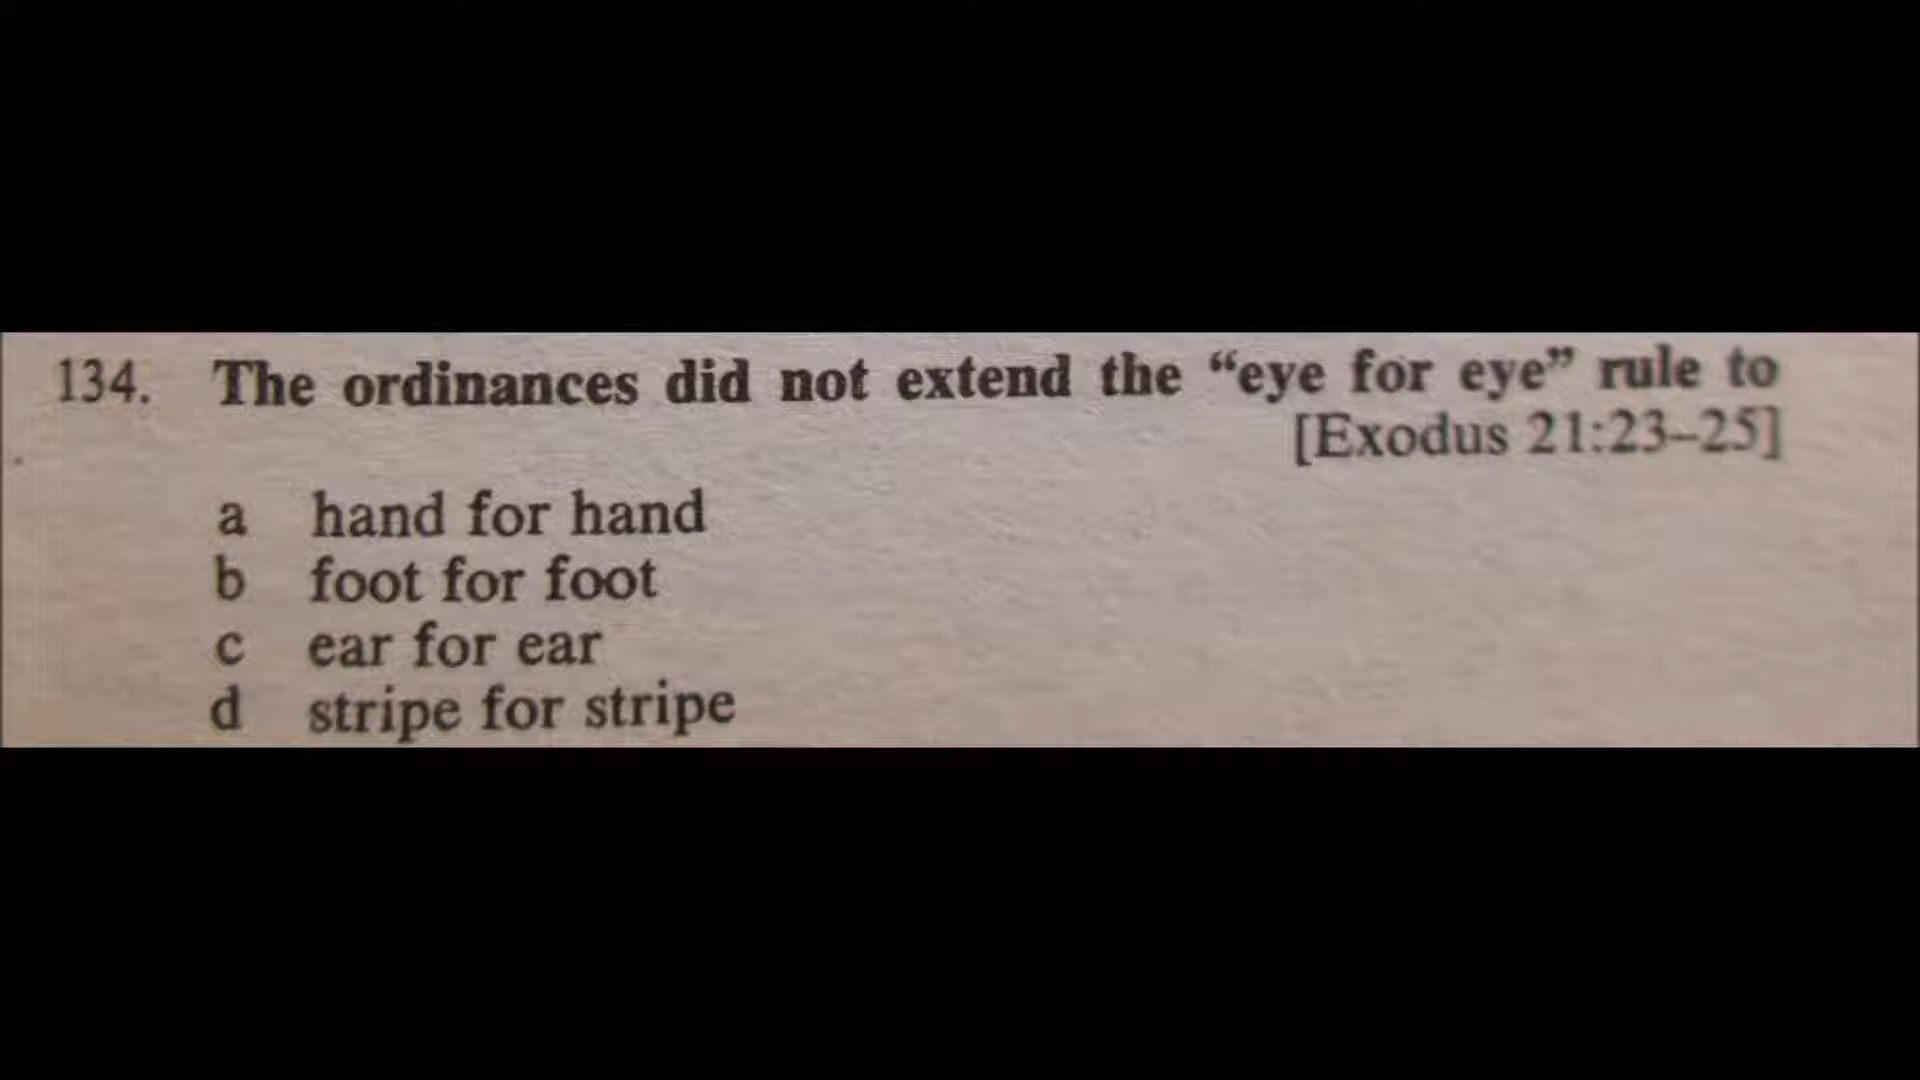 134. The ordinances did not extend the “eye for eye” rule to
[Exodus 21:23–25]
a hand for hand
b foot for foot
c ear for ear
d stripe for stripe